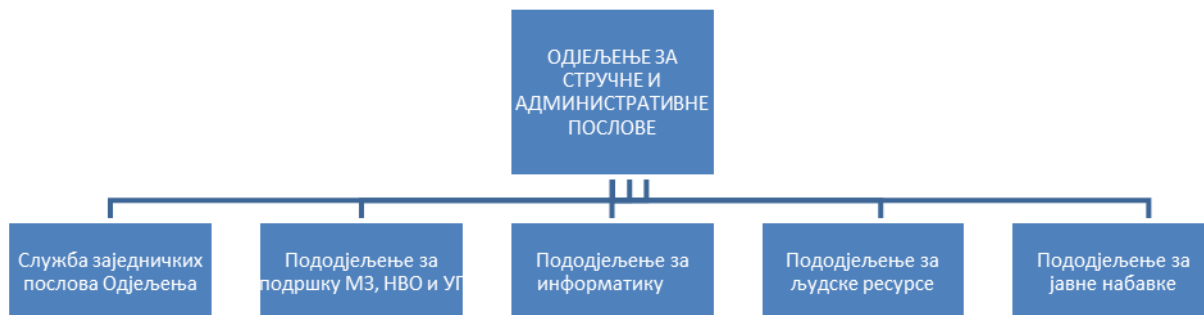 ОДЈЕЉЕЊЕ ЗА
СТРУЧНЕ И
АДМИНИСТРАТИВНЕ
ПОСЛОВЕ
Служба заједничких
послова Одјељења
Пододјељење за
подршку МЗ, НВО и УГ
Пододјељење за
информатику
Пододјељење за
људске ресурсе
Пододјељење за
јавне набавке